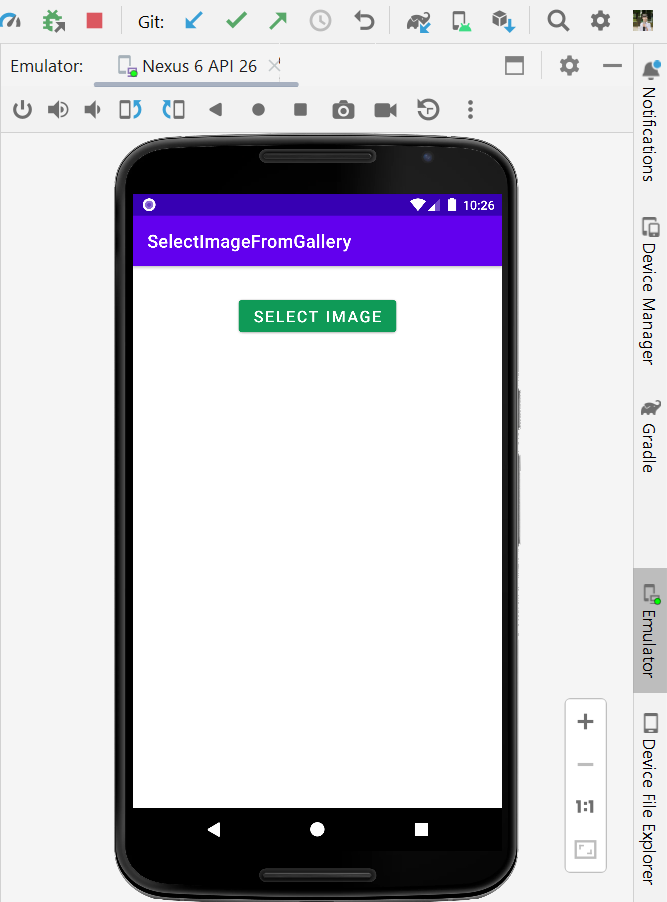 Git:
Emulator:
Nexus 6 API 26
Notifications
10:26
SelectImageFromGallery
Device Manager
SELECT IMAGE
Gradle
Emulator
1:1
Device File Explorer